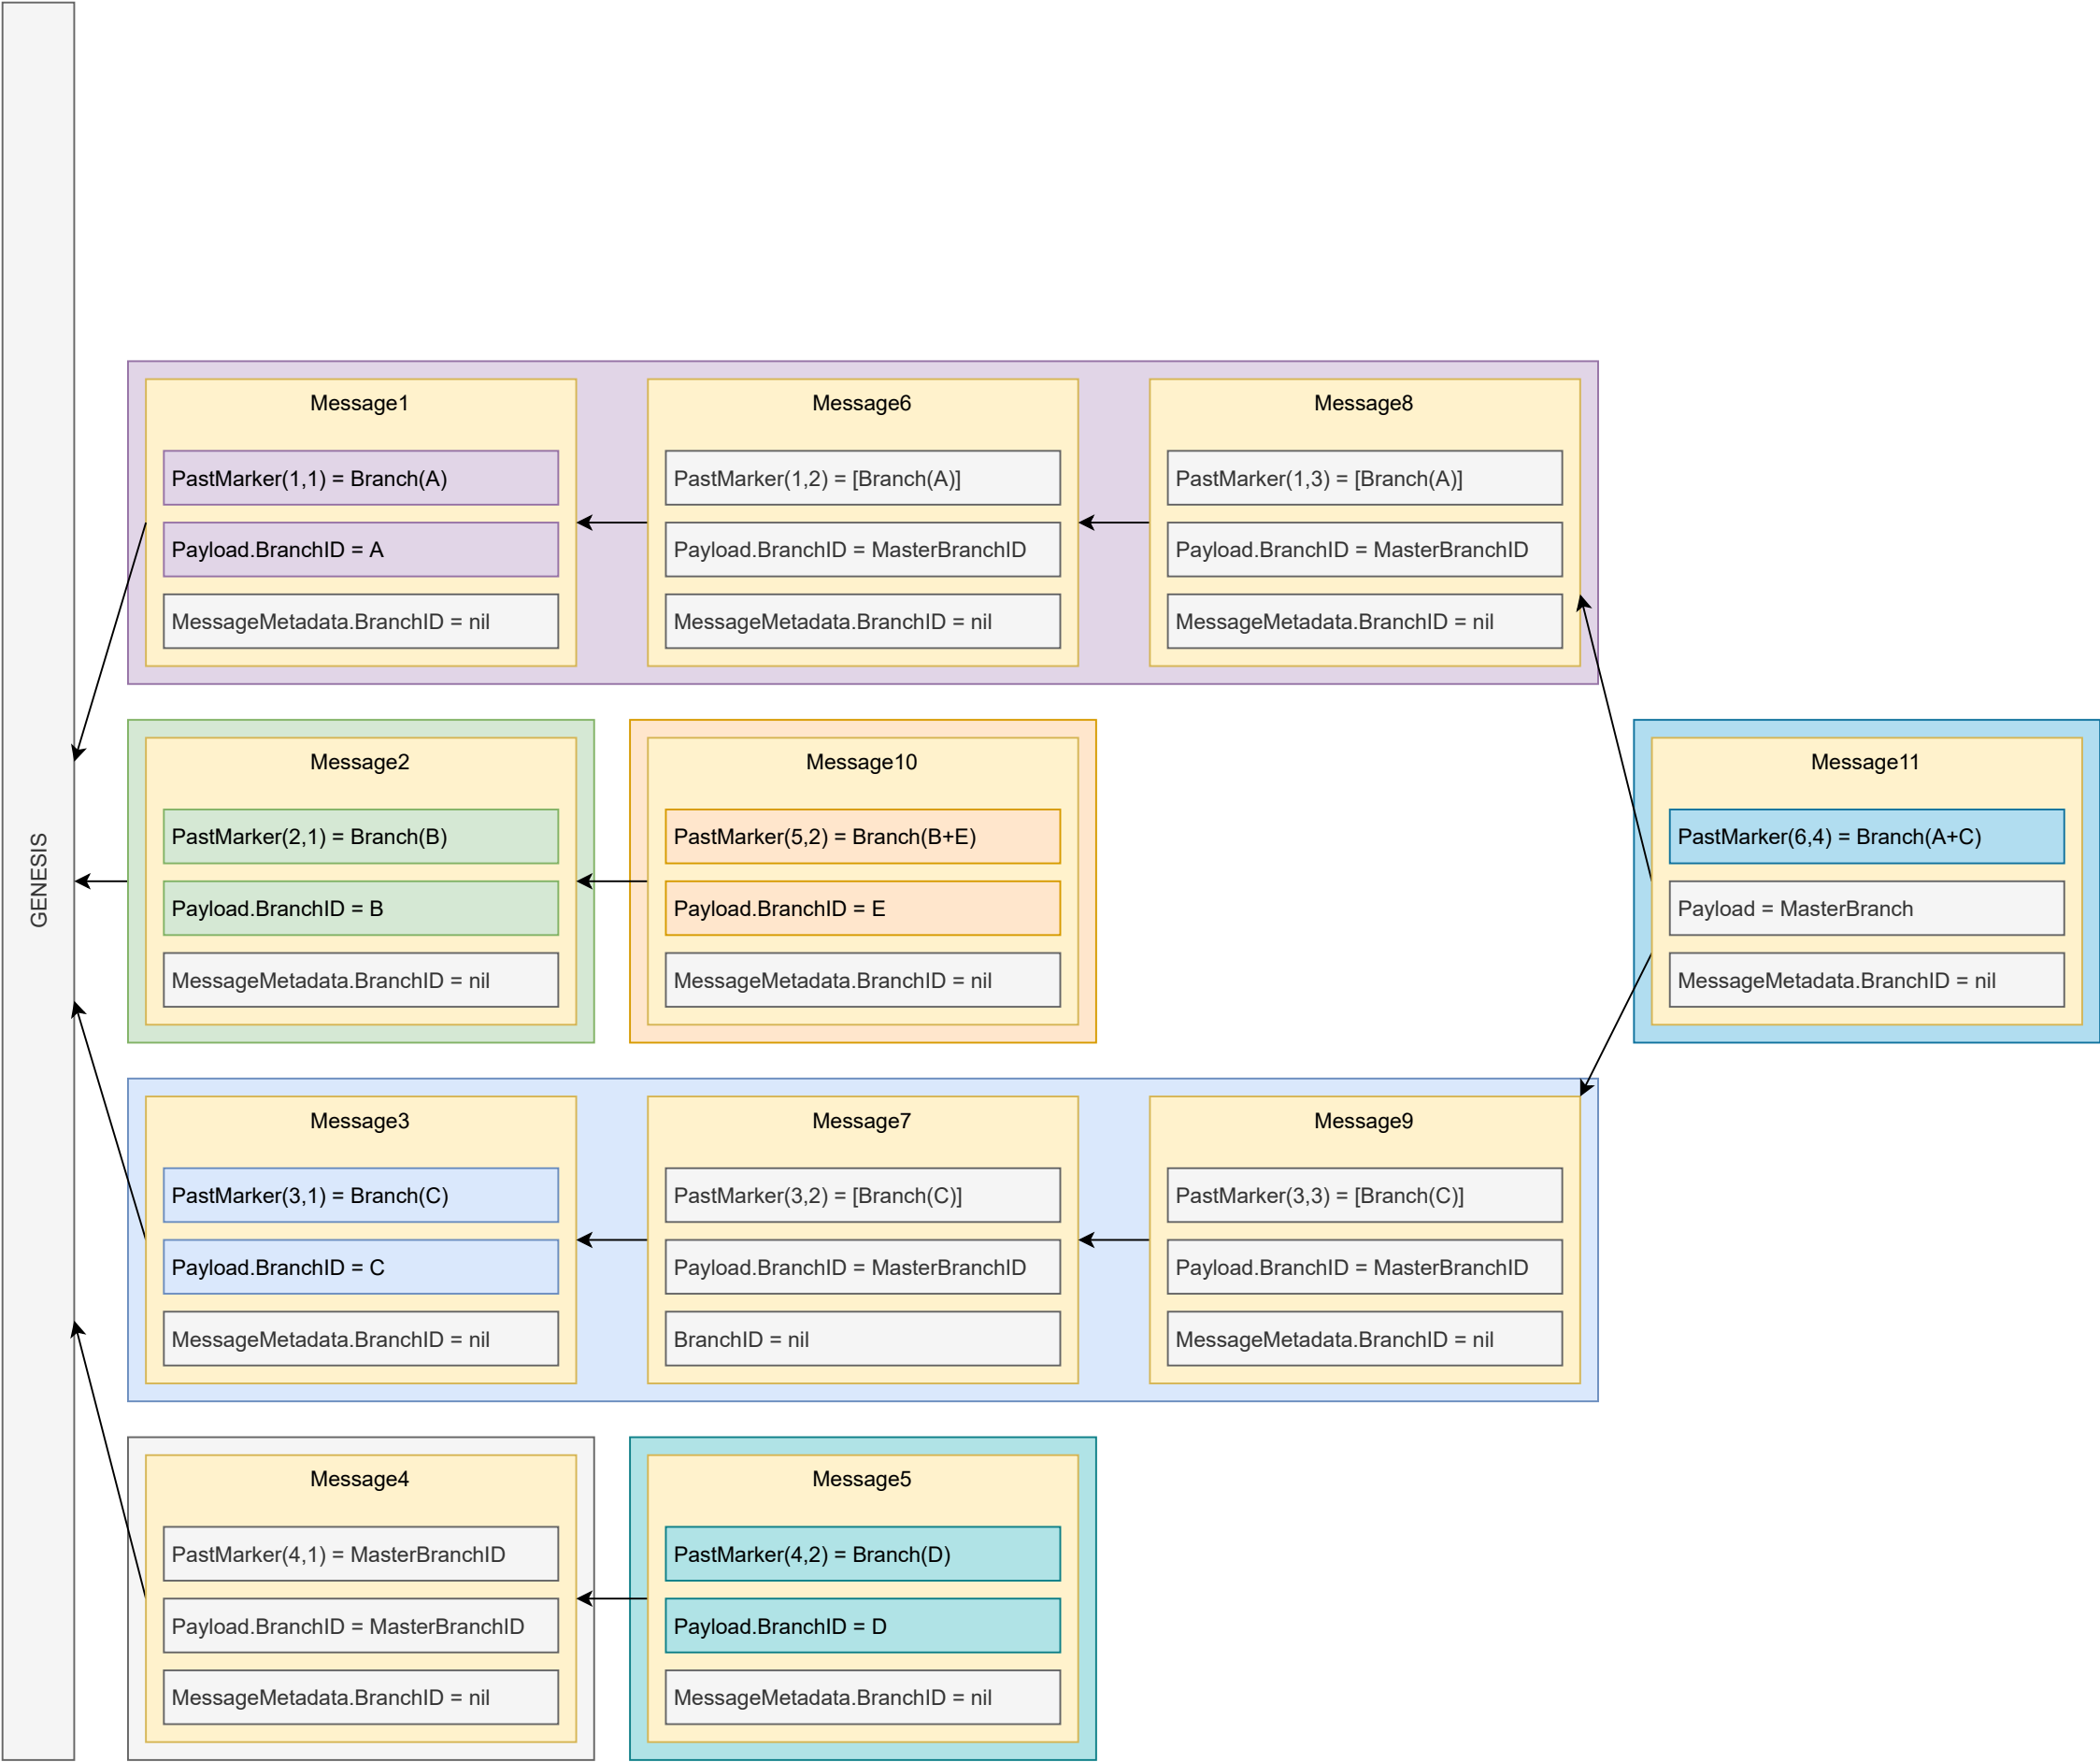 GENESIS
Message1
PastMarker(1,1) = Branch(A)
Payload.BranchID = A
MessageMetadata.BranchID = nil
Message6
PastMarker(1,2) = [Branch(A)]
Payload.BranchID = MasterBranchID
MessageMetadata.BranchID = nil
Message8
PastMarker(1,3) = [Branch(A)]
Payload.BranchID = MasterBranchID
MessageMetadata.BranchID = nil
Message2
PastMarker(2,1) = Branch(B)
Payload.BranchID = B
MessageMetadata.BranchID = nil
Message10
PastMarker(5,2) = Branch(B+E)
Payload.BranchID = E
MessageMetadata.BranchID = nil
Message11
PastMarker(6,4) = Branch(A+C)
Payload = MasterBranch
MessageMetadata.BranchID = nil
Message3
PastMarker(3,1) = Branch(C)
Payload.BranchID = C
MessageMetadata.BranchID = nil
Message7
PastMarker(3,2) = [Branch(C)]
Payload.BranchID = MasterBranchID
BranchID = nil
Message9
PastMarker(3,3) = [Branch(C)]
Payload.BranchID = MasterBranchID
MessageMetadata.BranchID = nil
Message4
PastMarker(4,1) = MasterBranchID
Payload.BranchID = MasterBranchID
MessageMetadata.BranchID = nil
Message5
PastMarker(4,2) = Branch(D)
Payload.BranchID = D
MessageMetadata.BranchID = nil